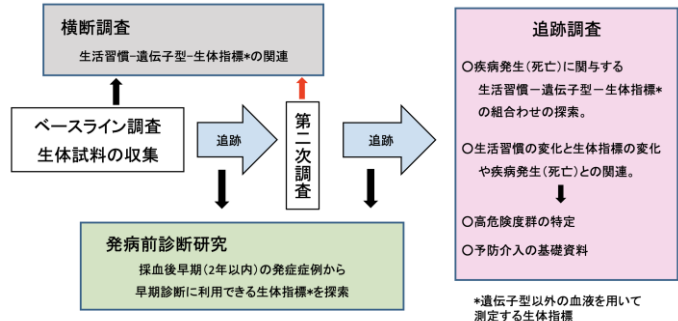 横断調査
生活習慣-遺伝子型-生体指標*の関連
ベースライン調査
生体試料の収集
追跡
第二次調査
追跡
発病前診断研究
採血後早期(2年以内)の発症症例から
早期診断に利用できる生体指標*を探索
追跡調査
○疾病発生(死亡)に関与する
生活習慣－遺伝子型－生体指標*
の組合わせの探索。
○生活習慣の変化と生体指標の変化
や疾病発生(死亡)との関連。
○高危険度群の特定
○予防介入の基礎資料
*遺伝子型以外の血液を用いて
測定する生体指標